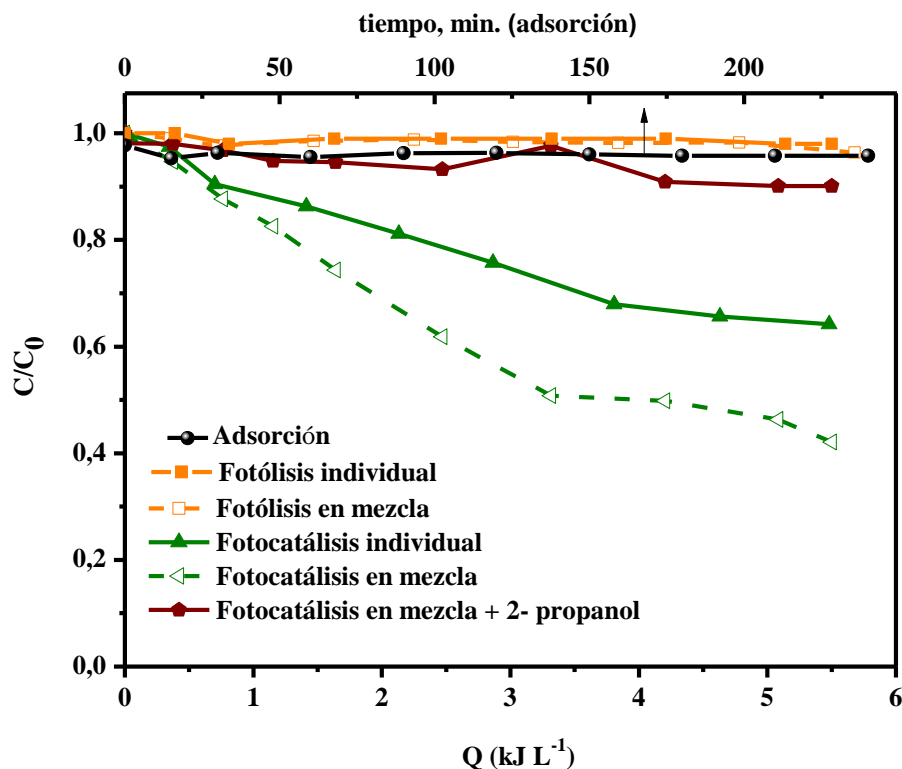 tiempo, min. (adsorción)
0 50 100 150 200
1,0
0,8
0,6
0,4
0,2
0,0
C/C0
Adsorción
Fotólisis individual
Fotólisis en mezcla
Fotocatálisis individual
Fotocatálisis en mezcla
Fotocatálisis en mezcla + 2- propanol
0 1 2 3 4 5 6
Q (kJ L-1)